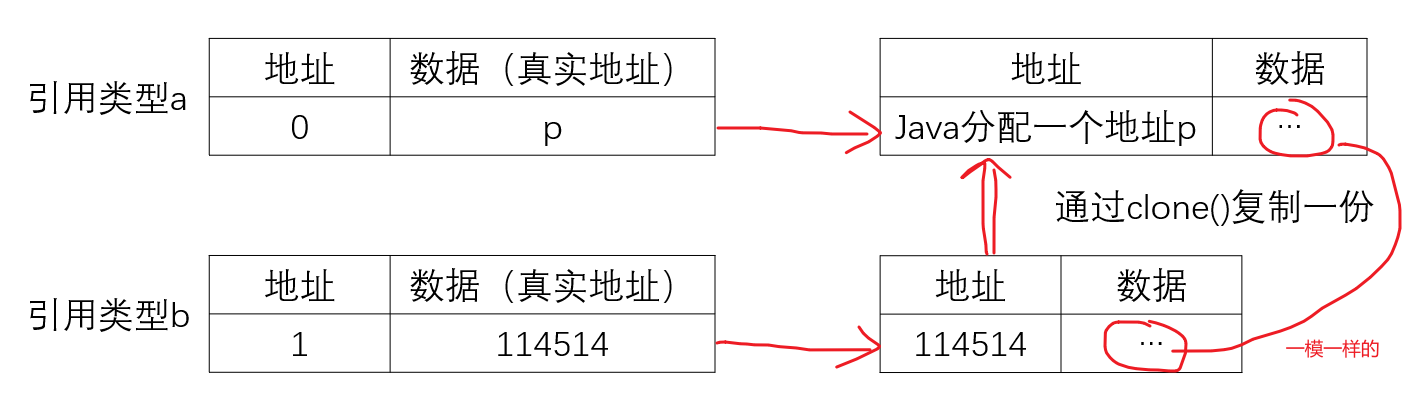 引用类型a
地址 数据（真实地址）
0 p
地址 数据
Java分配一个地址p …
通过clone()复制一份
引用类型b
地址 数据（真实地址）
1 114514
地址 数据
114514 …
一模一样的